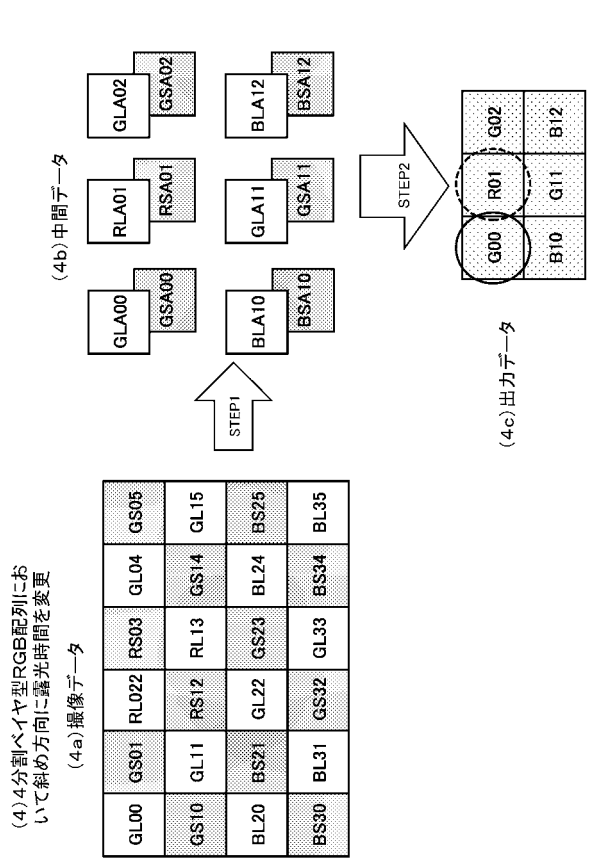 (4)4分割ベイヤ型RGB配列にお
いて斜め方向に露光時間を変更
(4a)撮像データ
GL00 GS01 RL022 RS03 GL04 GS05
GS10 GL11 RS12 RL13 GS14 GL15
BL20 BS21 GL22 GS23 BL24 BS25
BS30 BL31 GS32 GL33 BS34 BL35
STEP1
(4b)中間データ
GLA00 RLA01 GLA02
GSA00 RSA01 GSA02
BLA10 GLA11 BLA12
BSA10 GSA11 BSA12
STEP2
(4c)出力データ
G00 R01 G02
B10 G11 B12